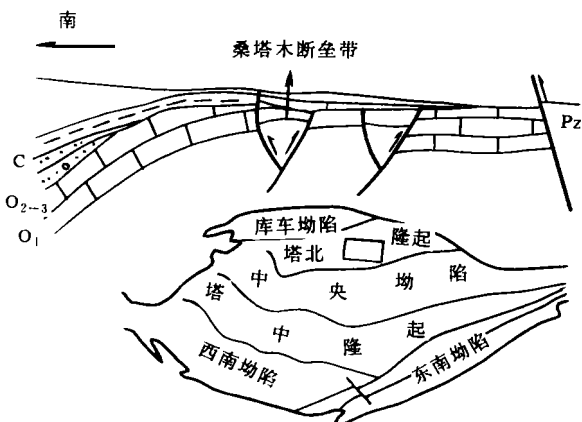 南
桑塔木断垒带
C
O₂₋₃
O₁
Pz
库车坳陷
塔北 隆起
塔中央坳陷
中隆起
西南坳陷
东南坳陷